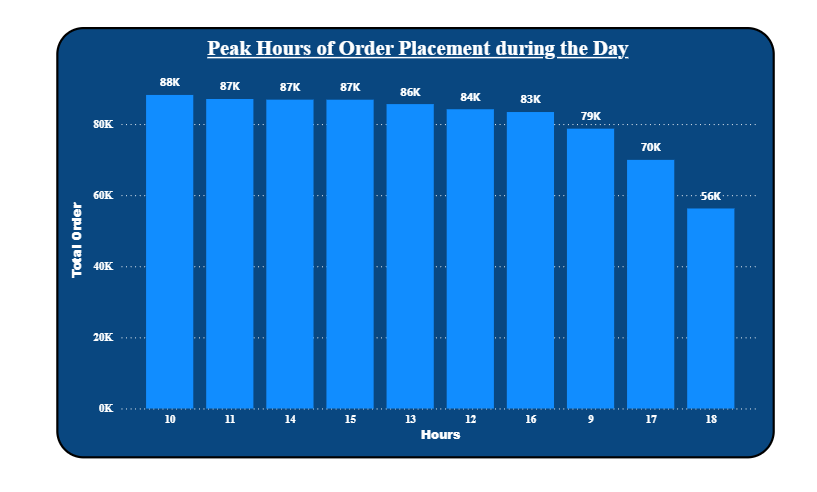 Peak Hours of Order Placement during the Day
88K 87K 87K 87K 86K 84K 83K 79K 70K 56K
Total Order
80K
60K
40K
20K
0K
10 11 14 15 13 12 16 9 17 18
Hours